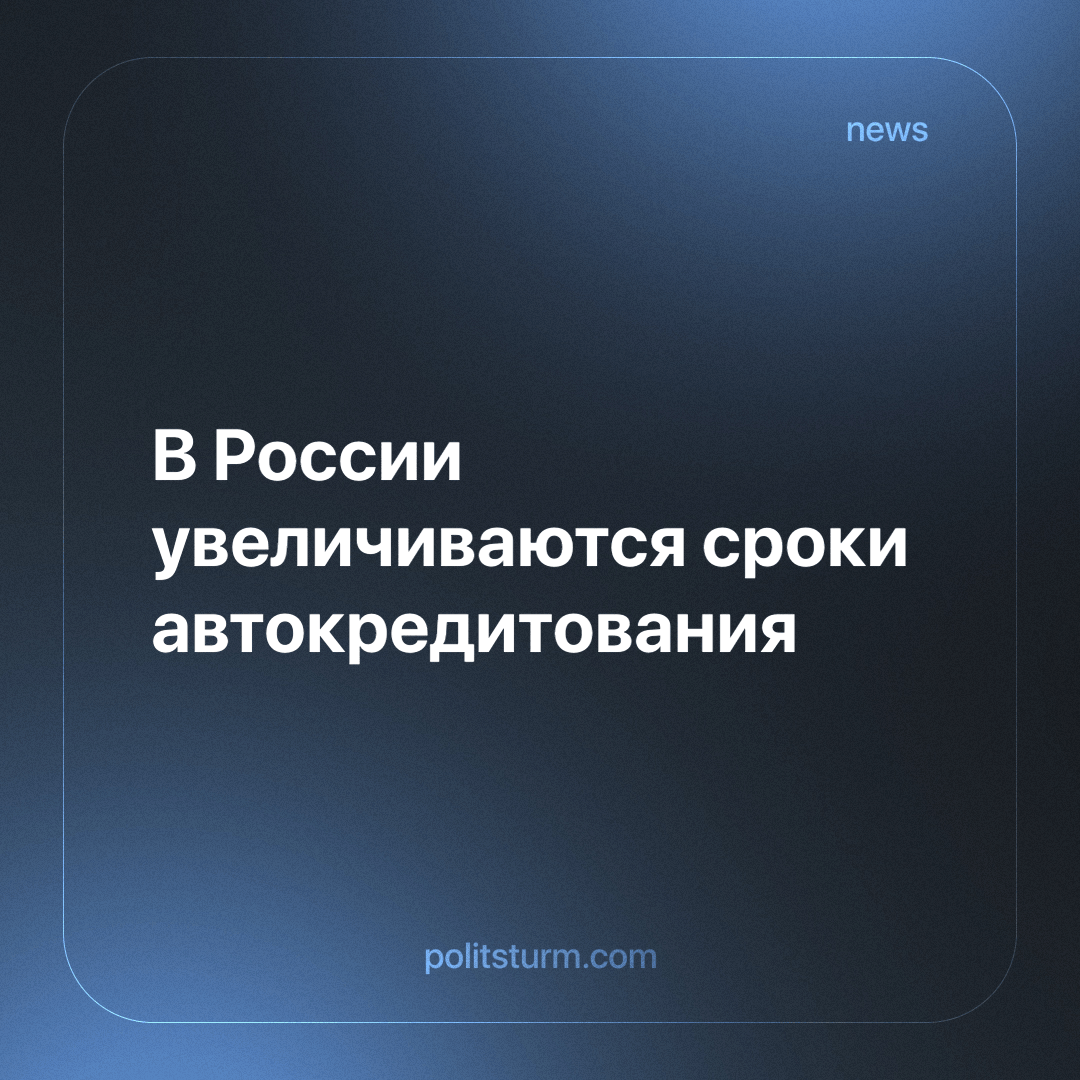 news
В России
увеличиваются сроки
автокредитования
politsturm.com